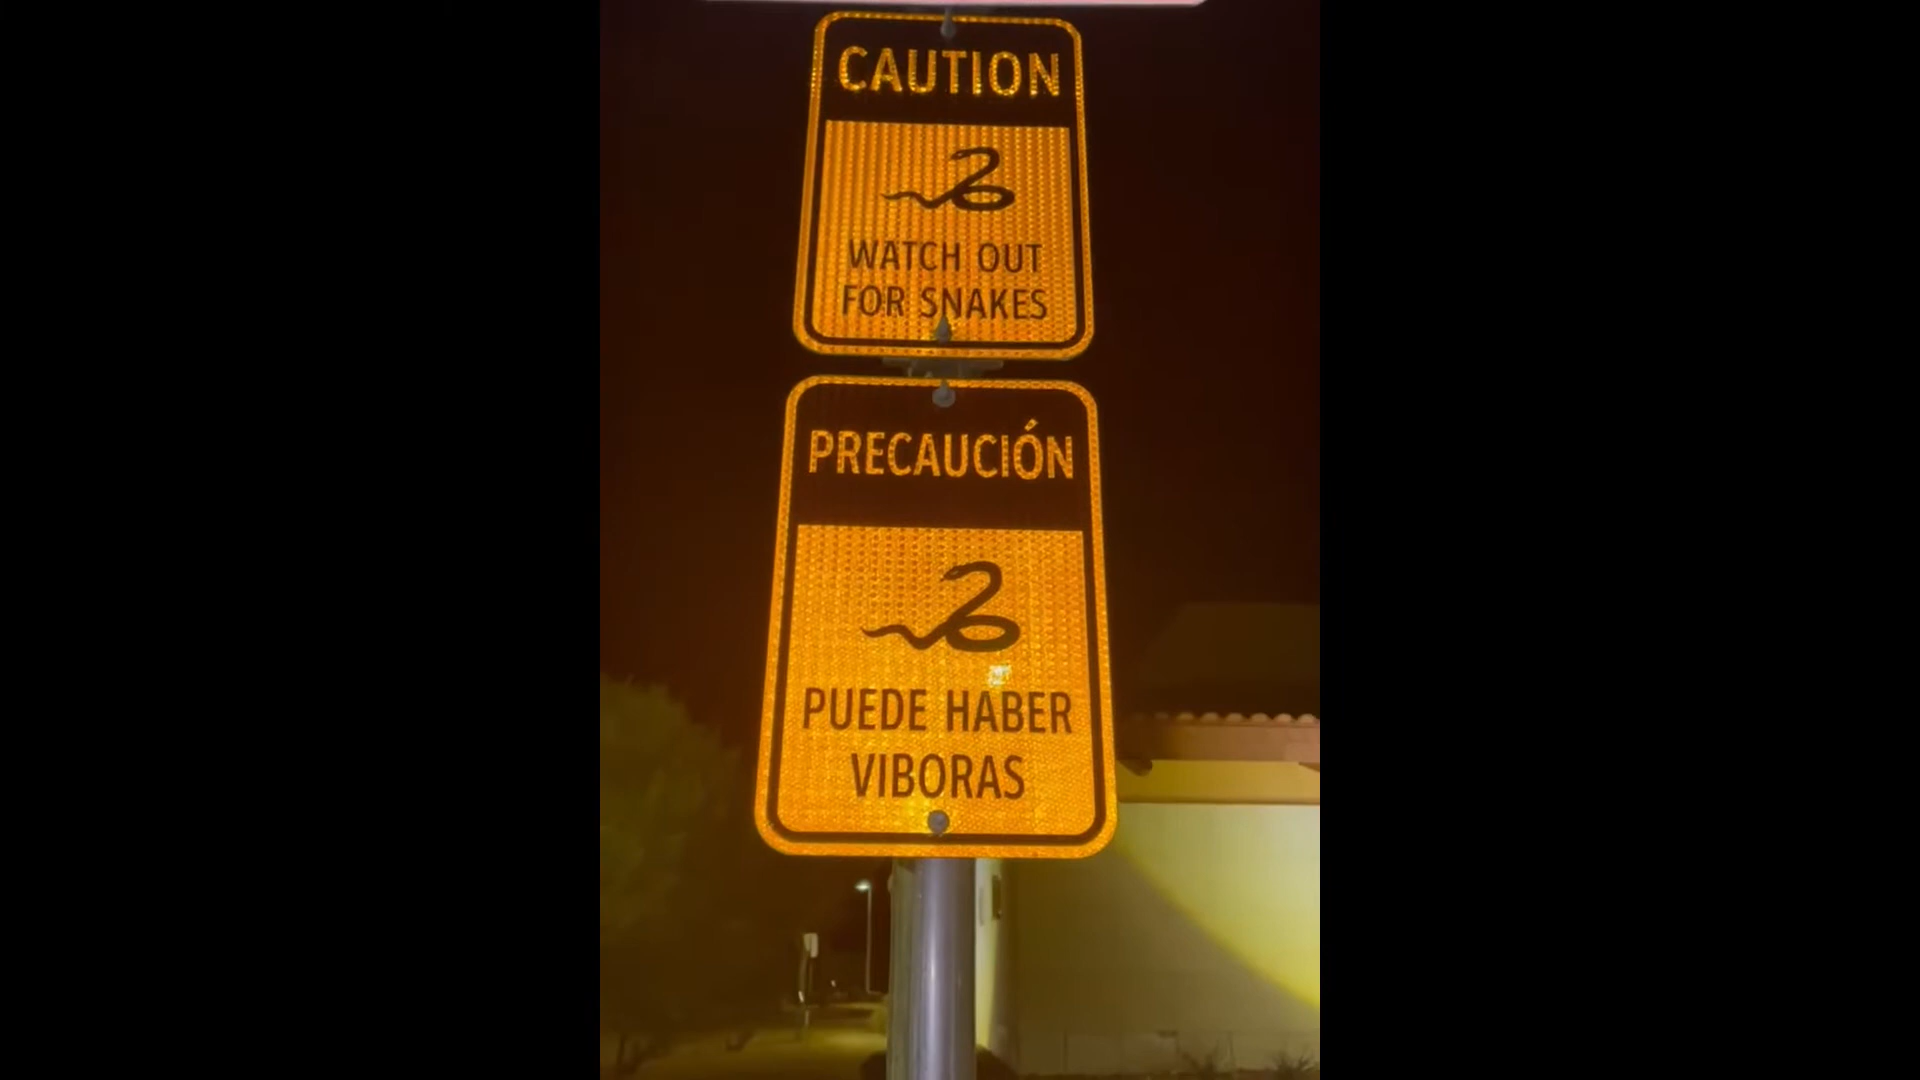 CAUTION
WATCH OUT
FOR SNAKES
PRECAUCIÓN
PUEDE HABER
VIBORAS